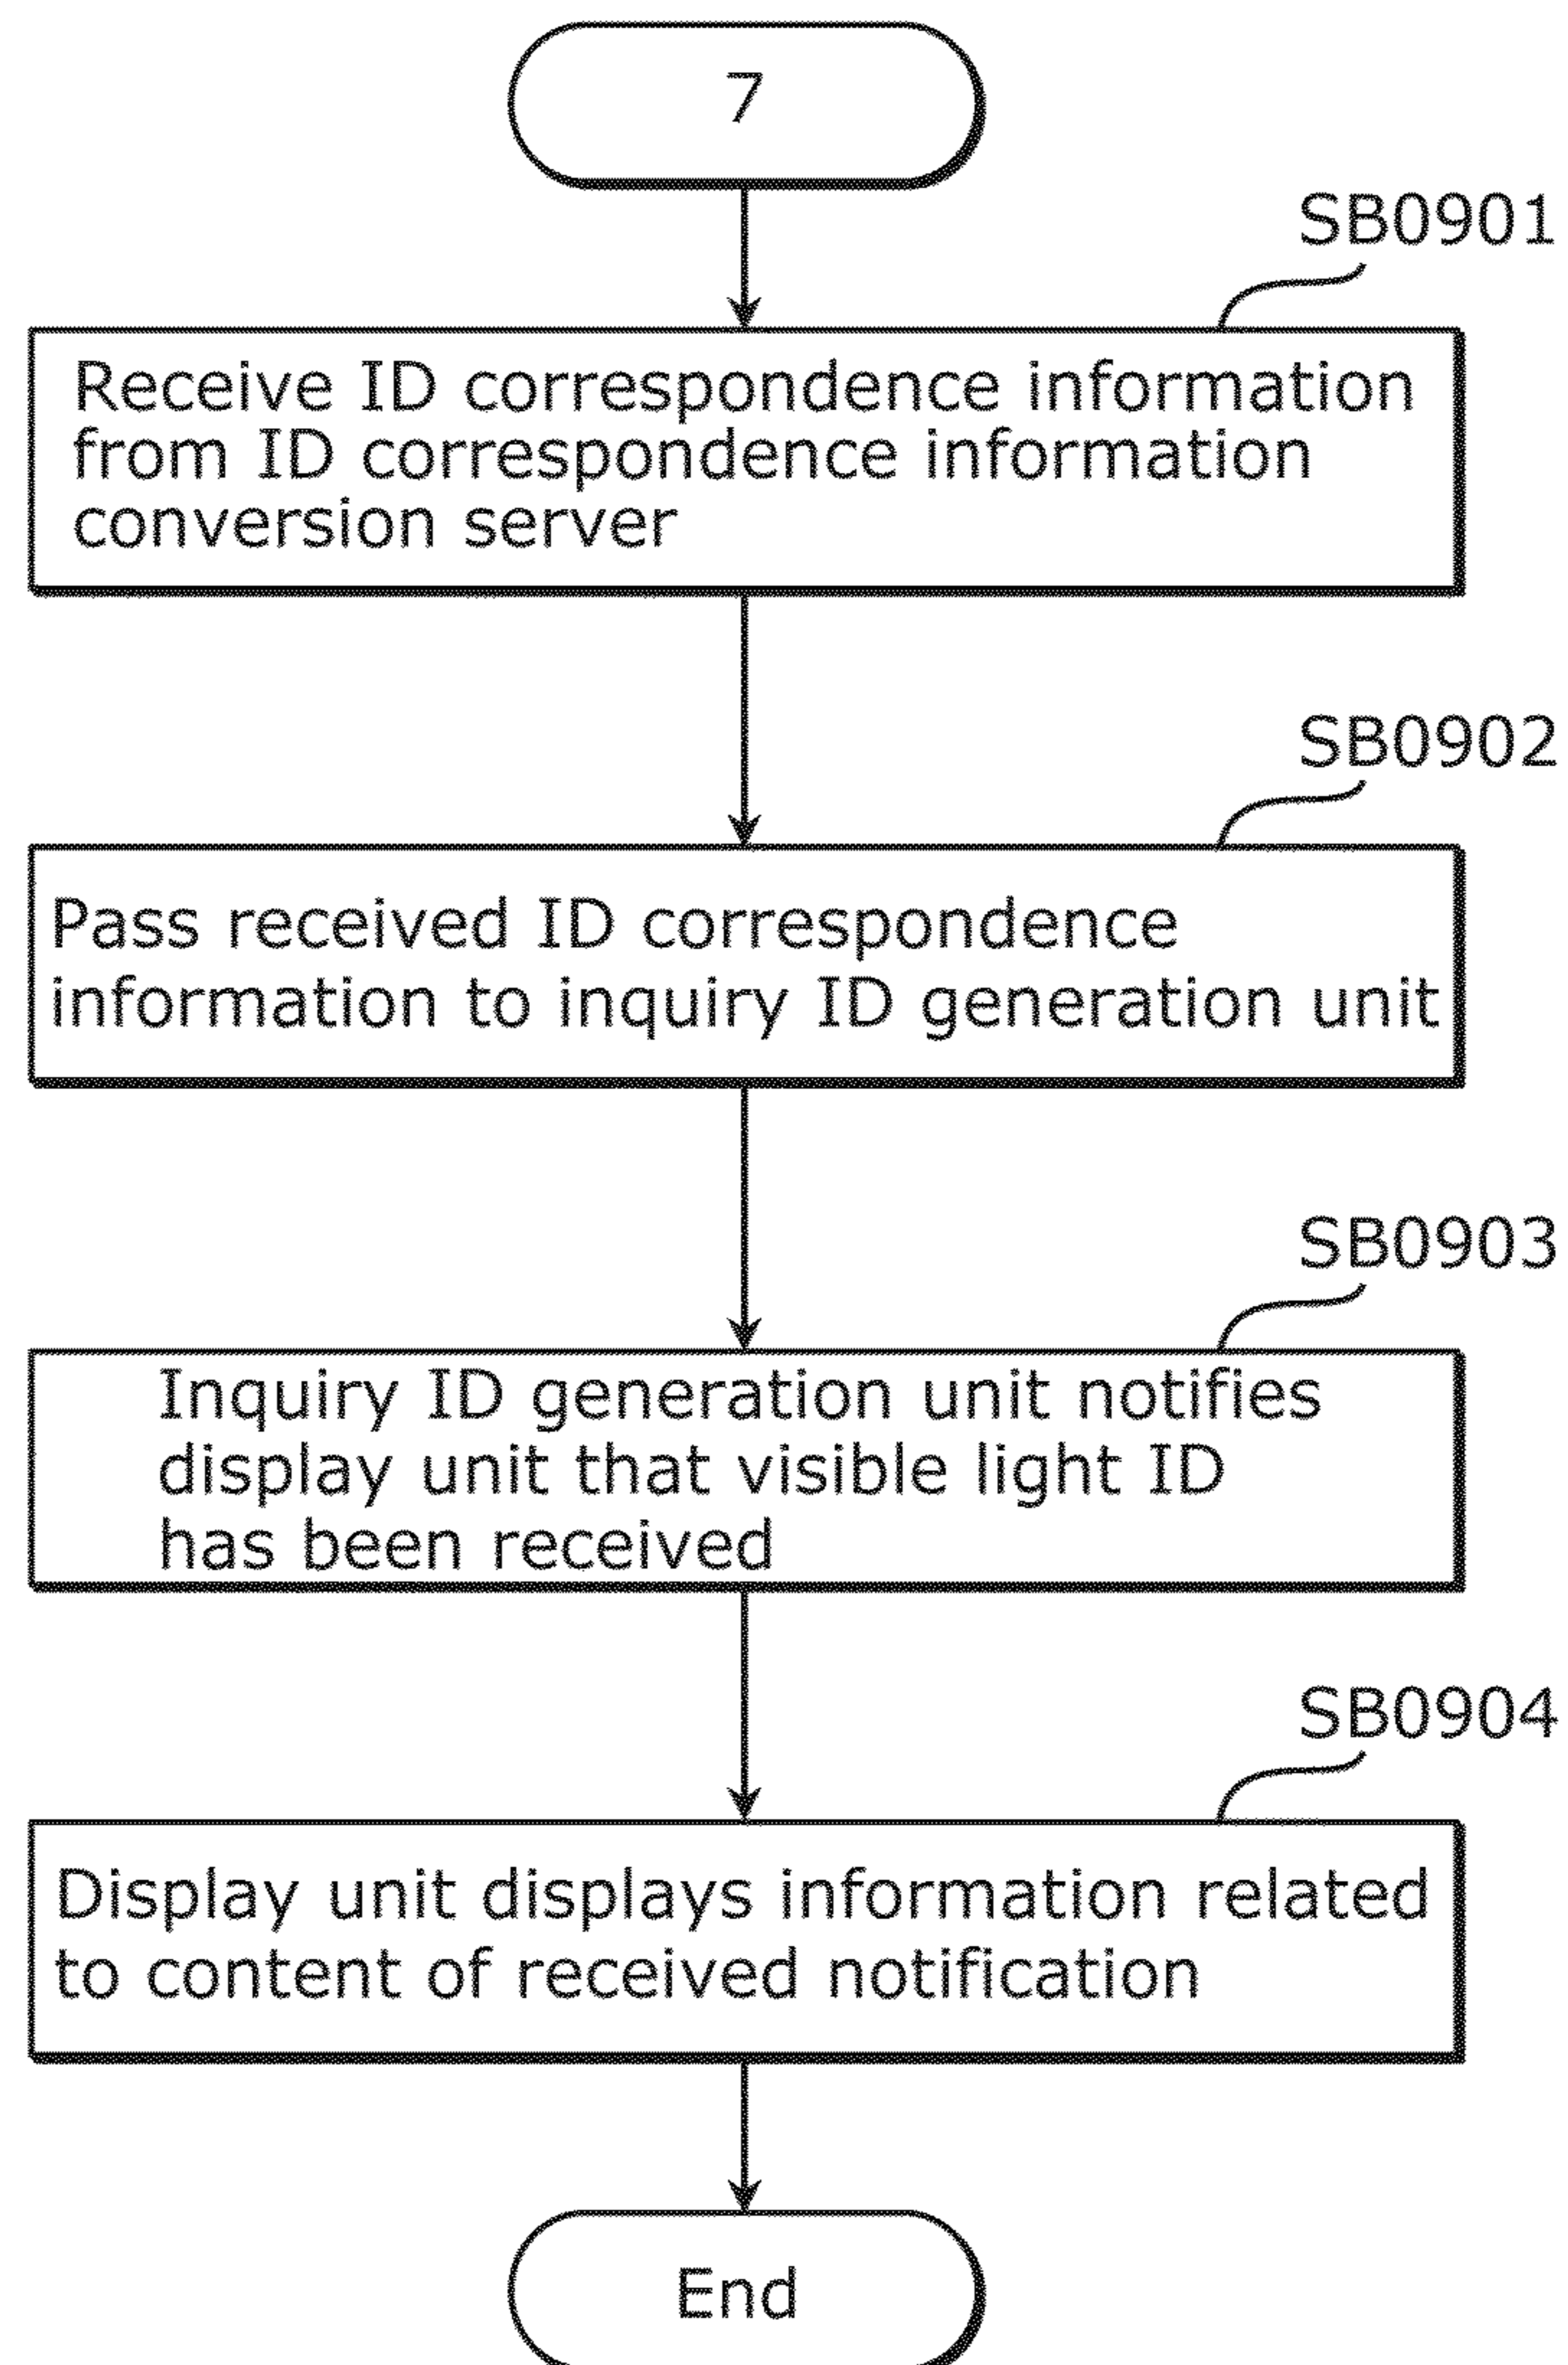 7
SB0901
Receive ID correspondence information
from ID correspondence information
conversion server
SB0902
Pass received ID correspondence
information to inquiry ID generation unit
SB0903
Inquiry ID generation unit notifies
display unit that visible light ID
has been received
SB0904
Display unit displays information related
to content of received notification
End